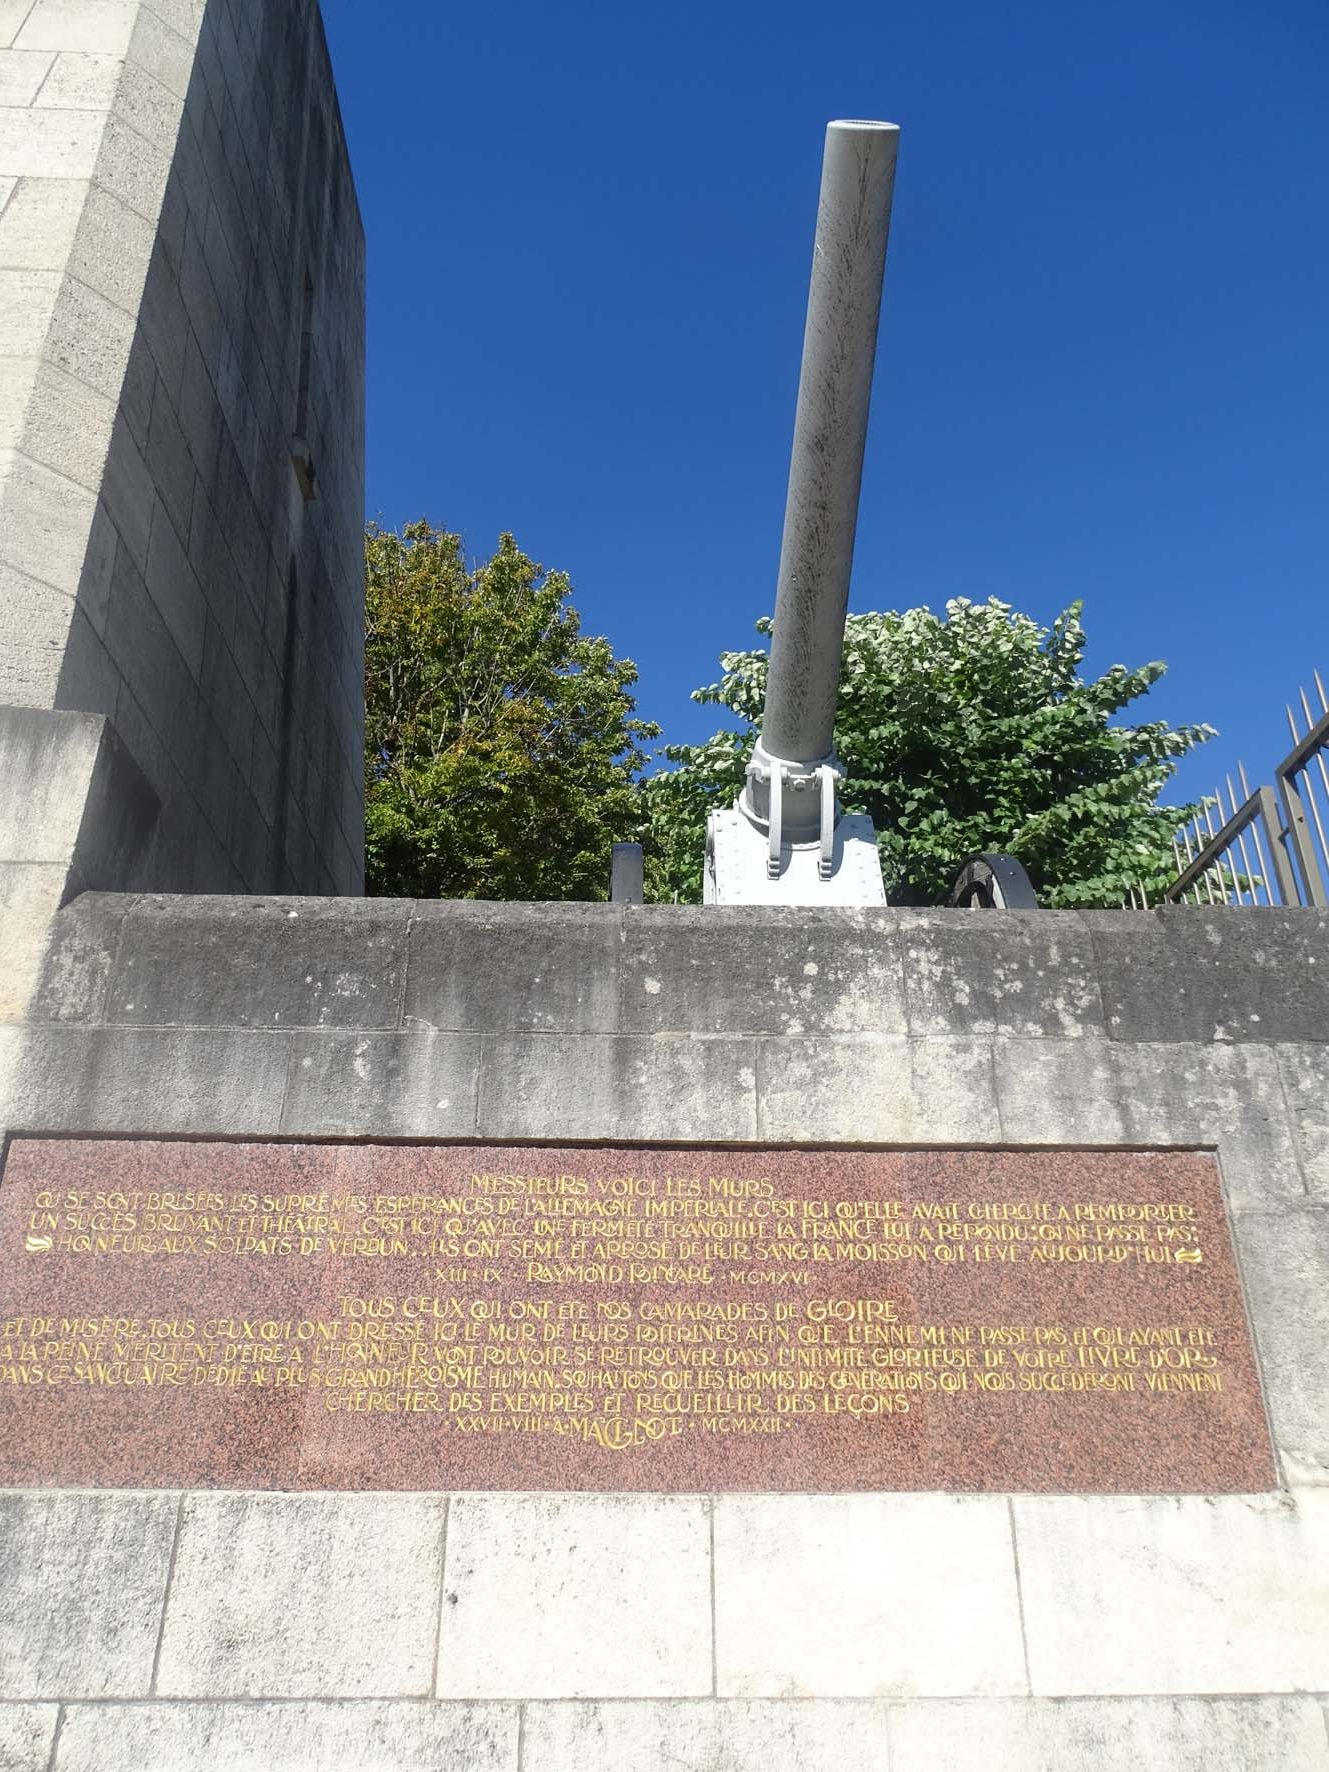 MESSIEURS VOICI LES MURS
OU SE SONT BRISÉES LES SUPRÊMES ESPÉRANCES DE L'ALLEMAGNE IMPÉRIALE. C'EST ICI QU'ELLE AVAIT CHERCHÉ A REMPORTER
UN SUCCÈS BRUYANT ET THÉATRAL. C'EST ICI QU'AVEC UNE FERMETÉ TRANQUILLE LA FRANCE LUI A RÉPONDU: ON NE PASSE PAS:
HONNEUR AUX SOLDATS DE VERDUN.. ILS ONT SEMÉ ET ARROSÉ DE LEUR SANG LA MOISSON QUI LÈVE AUJOURD'HUI
·XIII·IX· RAYMOND POINCARÉ ·MCMXVI·
TOUS CEUX QUI ONT ÉTÉ NOS CAMARADES DE GLOIRE
ET DE MISÈRE, TOUS CEUX QUI ONT DRESSÉ ICI LE MUR DE LEURS POITRINES AFIN QUE L'ENNEMI NE PASSE PAS, ET QUI AYANT ÉTÉ
A LA PEINE MÉRITENT D'ÊTRE A L'HONNEUR VONT POUVOIR SE RETROUVER DANS L'INTIMITÉ GLORIEUSE DE VOTRE LIVRE D'OR
DANS CE SANCTUAIRE DÉDIÉ AU PLUS GRAND HÉROÏSME HUMAIN. SOUHAITONS QUE LES HOMMES DES GÉNÉRATIONS QUI NOUS SUCCÉDERONT VIENNENT
CHERCHER DES EXEMPLES ET RECUEILLIR DES LEÇONS
·XXVII·VIII·A·MAGINOT·MCMXXII·